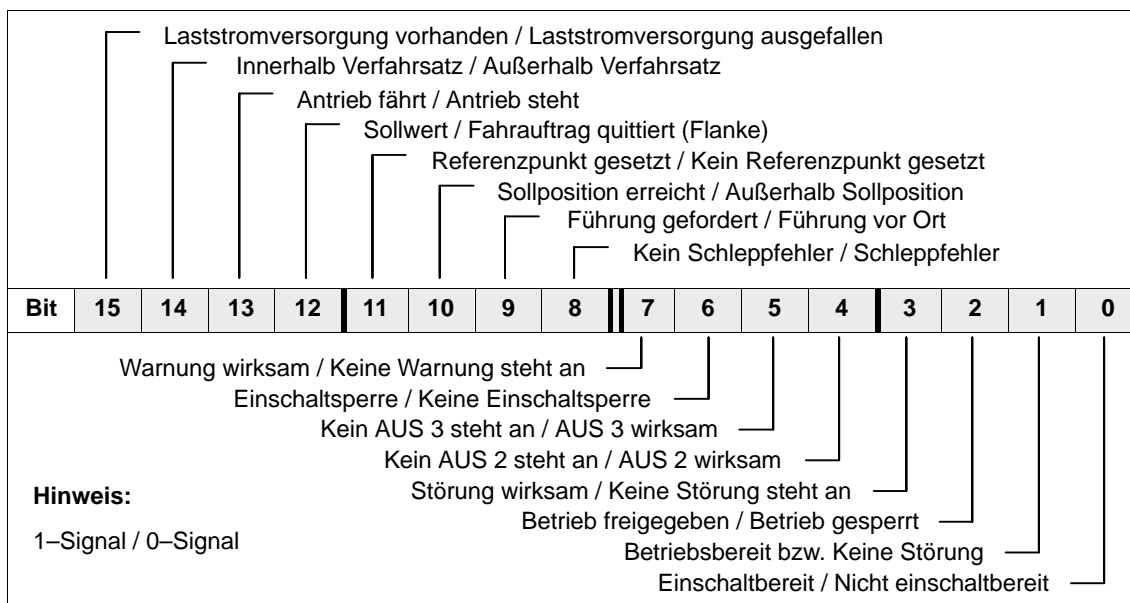 Laststromversorgung vorhanden / Laststromversorgung ausgefallen
Innerhalb Verfahrsatz / Außerhalb Verfahrsatz
Antrieb fährt / Antrieb steht
Sollwert / Fahrauftrag quittiert (Flanke)
Referenzpunkt gesetzt / Kein Referenzpunkt gesetzt
Sollposition erreicht / Außerhalb Sollposition
Führung gefordert / Führung vor Ort
Kein Schleppfehler / Schleppfehler
Bit 15 14 13 12 11 10 9 8 7 6 5 4 3 2 1 0
Warnung wirksam / Keine Warnung steht an
Einschaltsperre / Keine Einschaltsperre
Kein AUS 3 steht an / AUS 3 wirksam
Kein AUS 2 steht an / AUS 2 wirksam
Störung wirksam / Keine Störung steht an
Betrieb freigegeben / Betrieb gesperrt
Betriebsbereit bzw. Keine Störung
Einschaltbereit / Nicht einschaltbereit
Hinweis:
1–Signal / 0–Signal